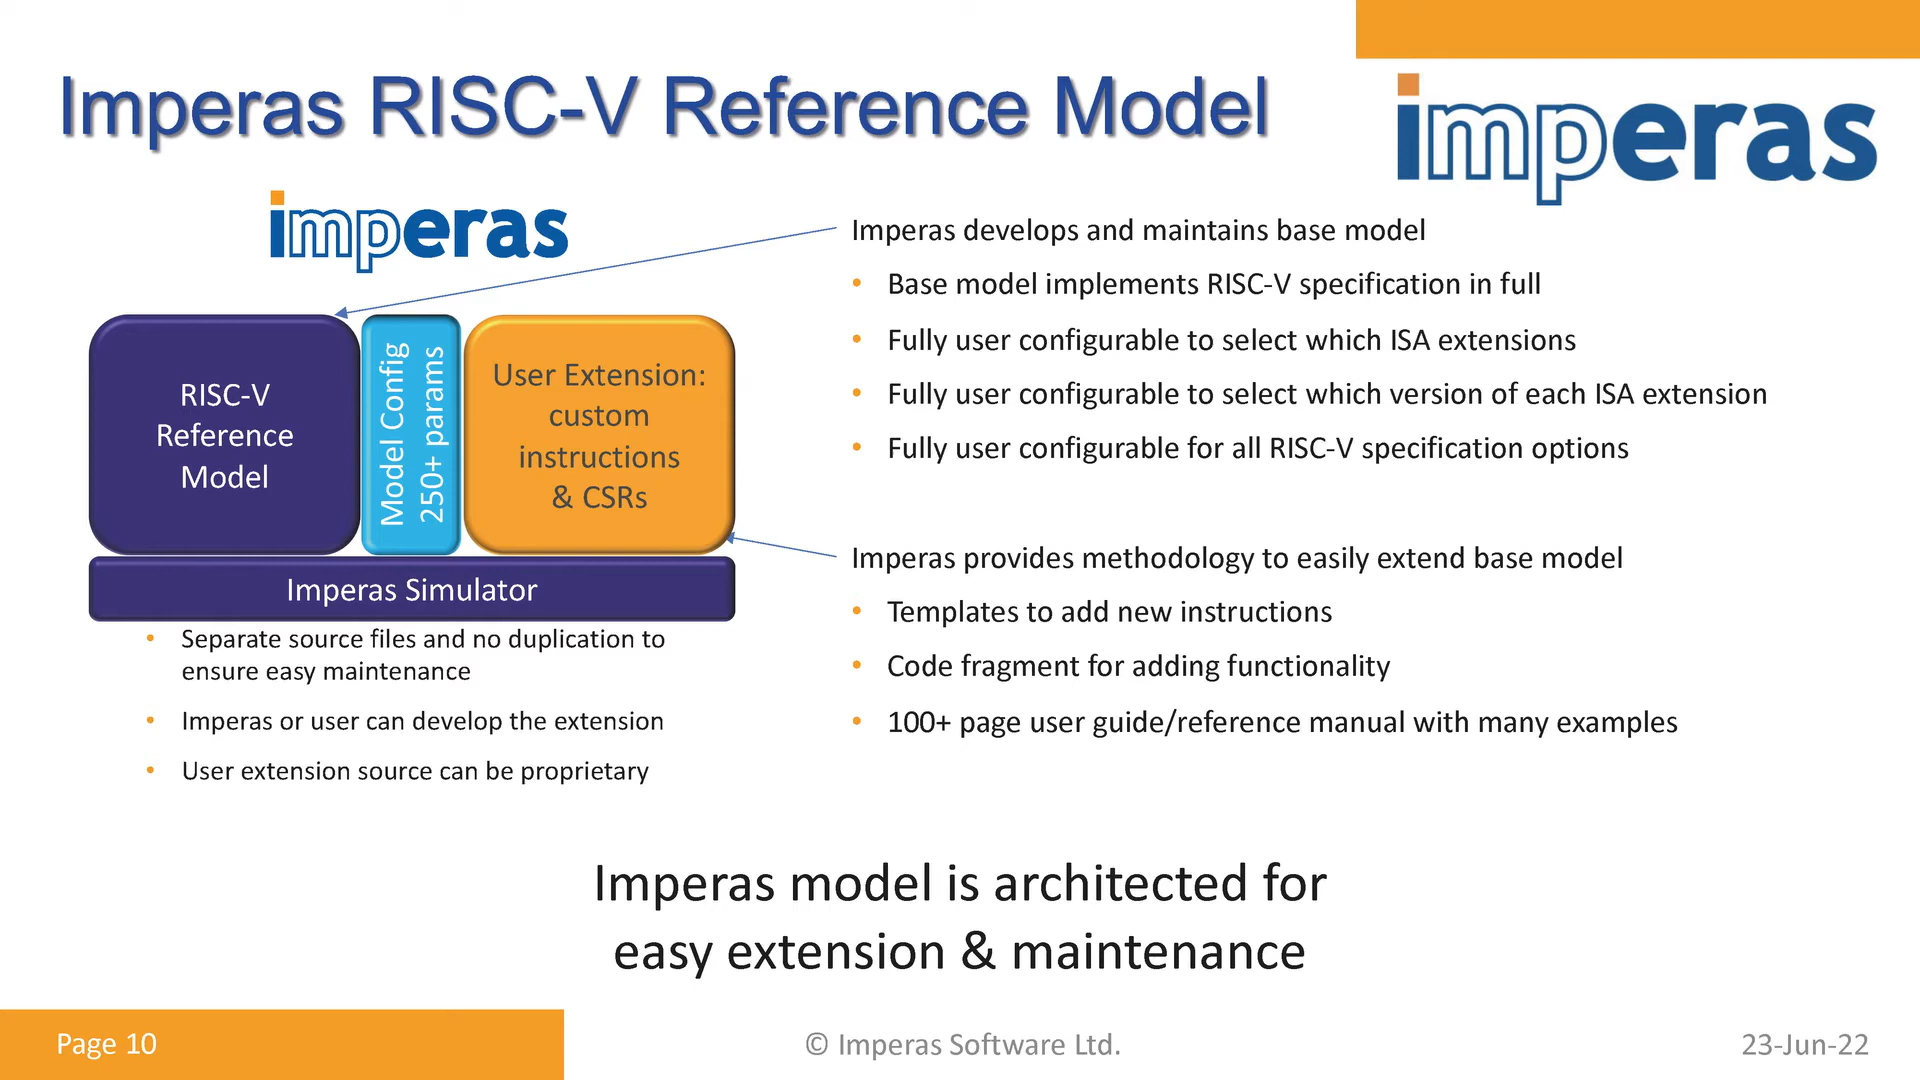 Imperas RISC-V Reference Model
imperas
imperas
RISC-V
Reference
Model
Model Config
250+ params
User Extension:
custom
instructions
& CSRs
Imperas Simulator
• Separate source files and no duplication to
ensure easy maintenance
• Imperas or user can develop the extension
• User extension source can be proprietary
Imperas develops and maintains base model
• Base model implements RISC-V specification in full
• Fully user configurable to select which ISA extensions
• Fully user configurable to select which version of each ISA extension
• Fully user configurable for all RISC-V specification options
Imperas provides methodology to easily extend base model
• Templates to add new instructions
• Code fragment for adding functionality
• 100+ page user guide/reference manual with many examples
Imperas model is architected for
easy extension & maintenance
Page 10
© Imperas Software Ltd.
23-Jun-22